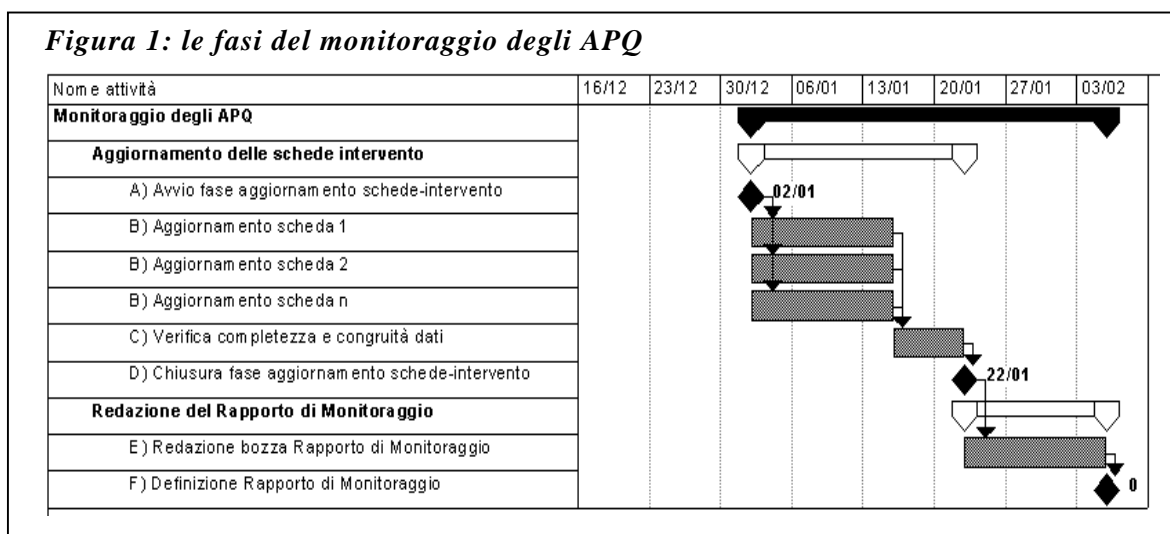 Figura 1: le fasi del monitoraggio degli APQ
Nome attività 16/12 23/12 30/12 06/01 13/01 20/01 27/01 03/02
Monitoraggio degli APQ
Aggiornamento delle schede intervento
A) Avvio fase aggiornamento schede-intervento 02/01
B) Aggiornamento scheda 1
B) Aggiornamento scheda 2
B) Aggiornamento scheda n
C) Verifica completezza e congruità dati
D) Chiusura fase aggiornamento schede-intervento 22/01
Redazione del Rapporto di Monitoraggio
E) Redazione bozza Rapporto di Monitoraggio
F) Definizione Rapporto di Monitoraggio 0